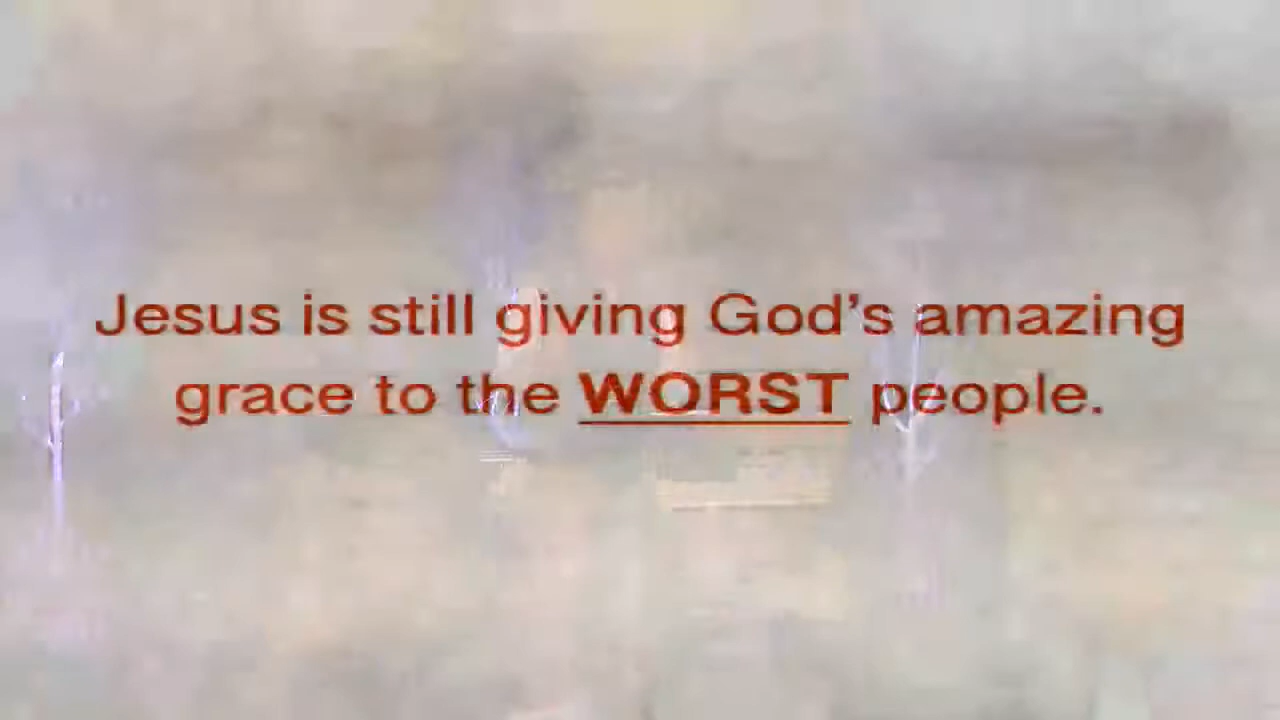 Jesus is still giving God’s amazing
grace to the WORST people.